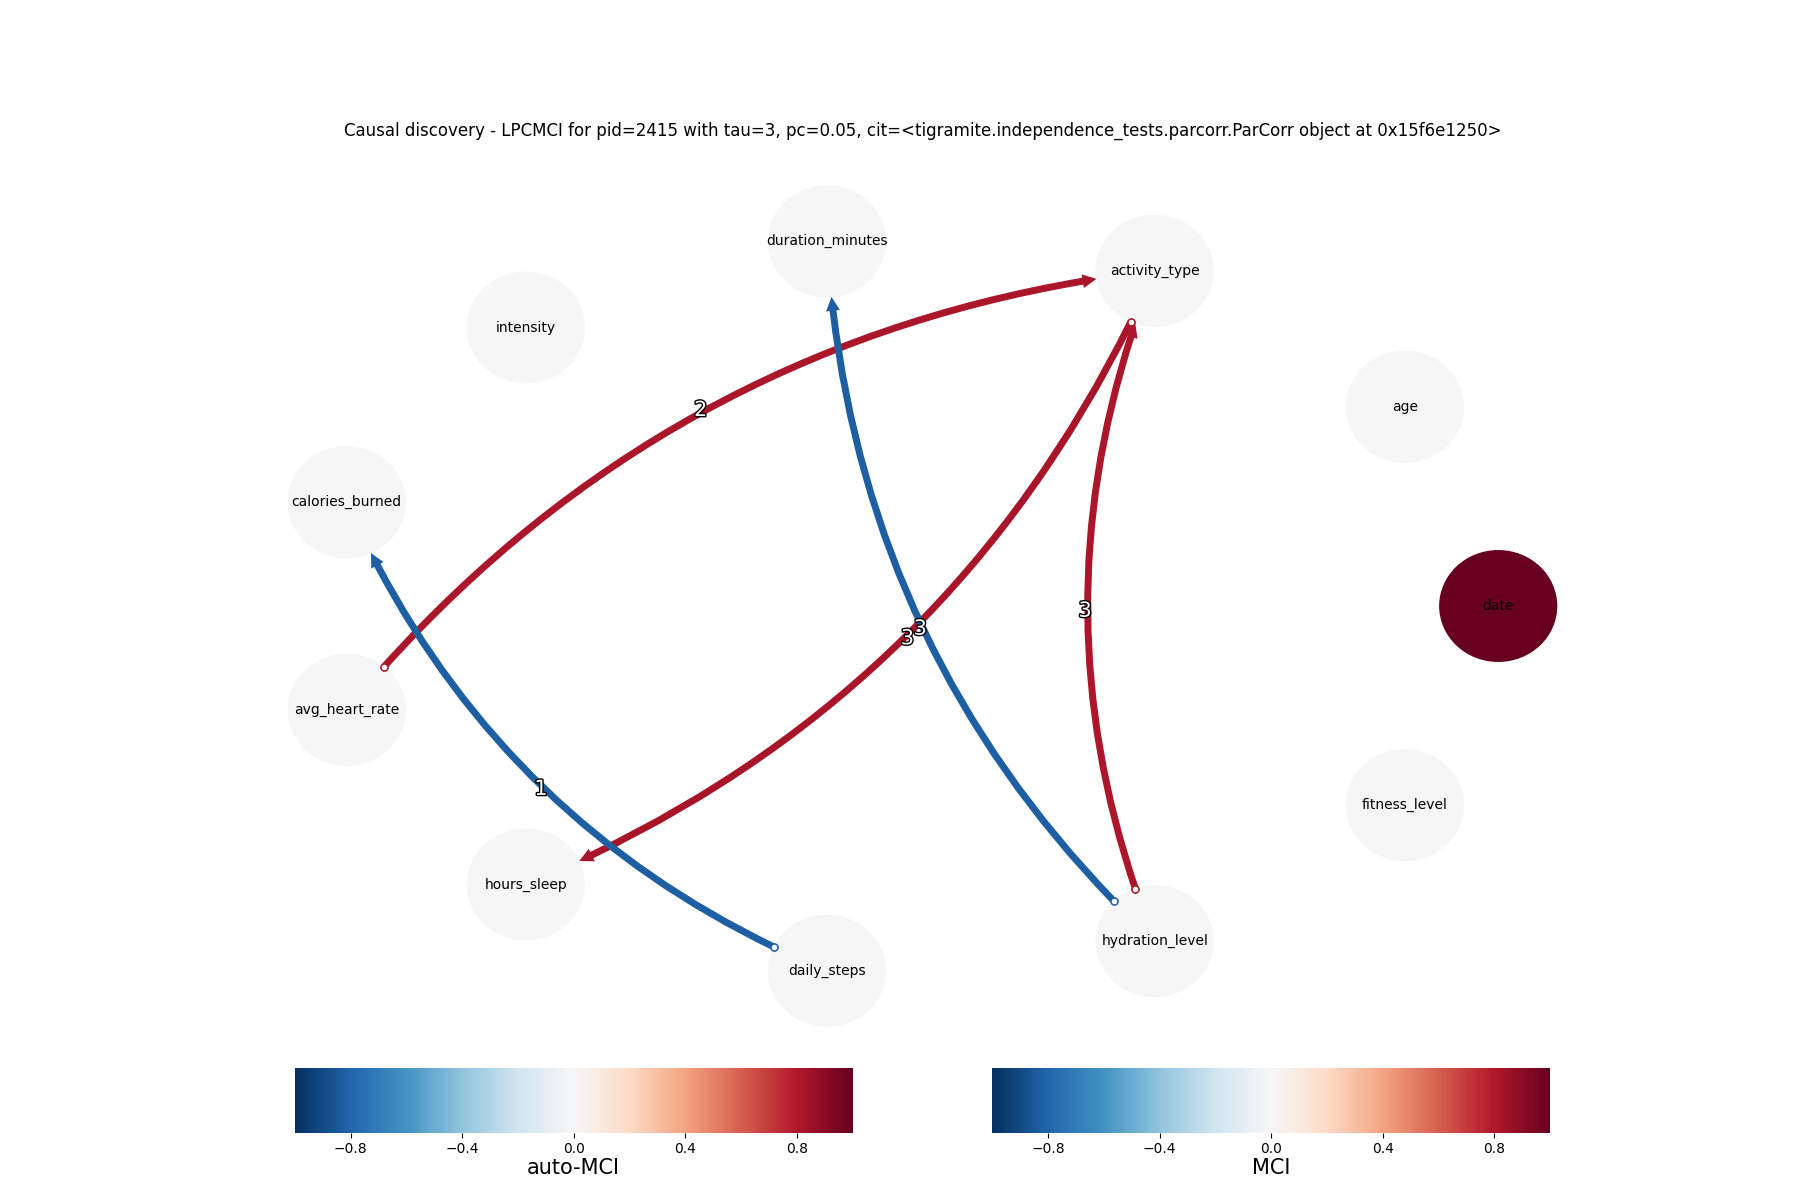 Causal discovery - LPCMCI for pid=2415 with tau=3, pc=0.05, cit=<tigramite.independence_tests.parcorr.ParCorr object at 0x15f6e1250>
duration_minutes
activity_type
intensity
age
2
calories_burned
date
3
3
3
avg_heart_rate
1
fitness_level
hours_sleep
hydration_level
daily_steps
−0.8 −0.4 0.0 0.4 0.8
auto-MCI
−0.8 −0.4 0.0 0.4 0.8
MCI